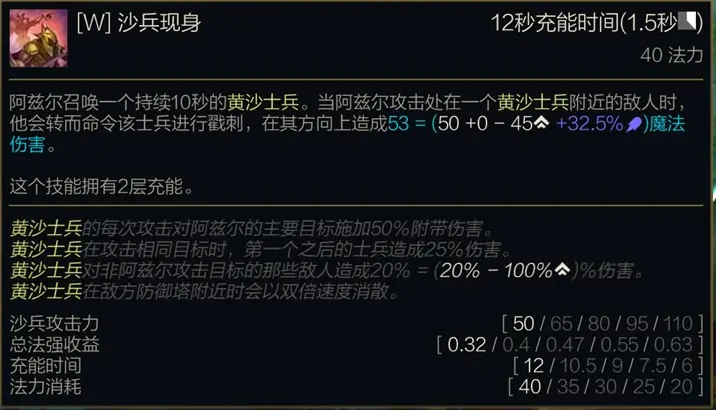 [W] 沙兵现身
12秒充能时间(1.5秒)
40 法力
阿兹尔召唤一个持续10秒的黄沙士兵。当阿兹尔攻击处在一个黄沙士兵附近的敌人时，
他会转而命令该士兵进行戳刺，在其方向上造成53 = (50 +0 - 45 +32.5%)魔法
伤害。
这个技能拥有2层充能。
黄沙士兵的每次攻击对阿兹尔的主要目标施加50%附带伤害。
黄沙士兵在攻击相同目标时，第一个之后的士兵造成25%伤害。
黄沙士兵对非阿兹尔攻击目标的那些敌人造成20% = (20% - 100%)%伤害。
黄沙士兵在敌方防御塔附近时会以双倍速度消散。
沙兵攻击力 [ 50 / 65 / 80 / 95 / 110 ]
总法强收益 [ 0.32 / 0.4 / 0.47 / 0.55 / 0.63 ]
充能时间 [ 12 / 10.5 / 9 / 7.5 / 6 ]
法力消耗 [ 40 / 35 / 30 / 25 / 20 ]